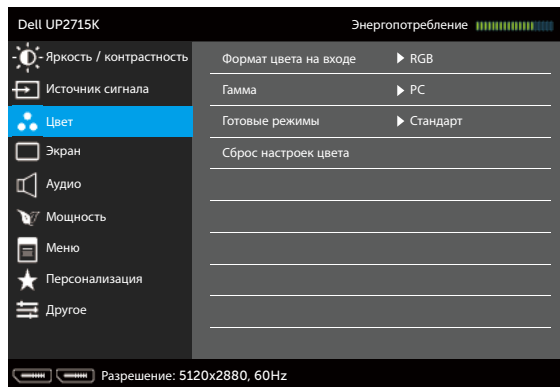 Dell UP2715K Энергопотребление
Яркость / контрастность
Источник сигнала
Цвет
Экран
Аудио
Мощность
Меню
Персонализация
Другое
Формат цвета на входе RGB
Гамма PC
Готовые режимы Стандарт
Сброс настроек цвета
Разрешение: 5120x2880, 60Hz